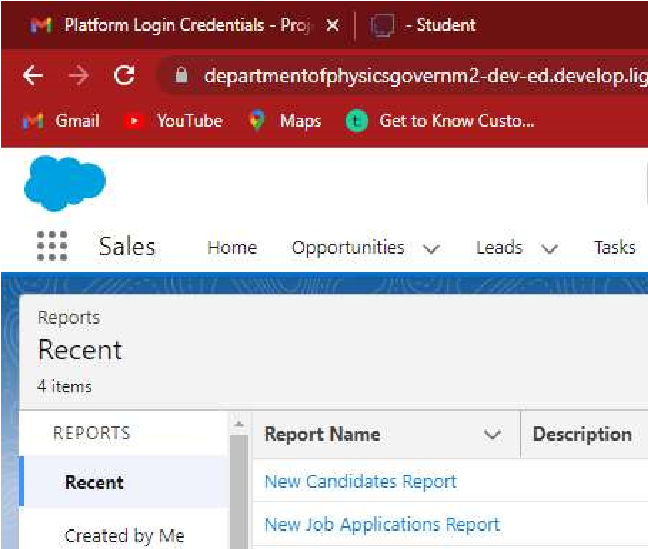 Platform Login Credentials - Proj - Student
departmentofphysicsgovernm2-dev-ed.develop.lig
Gmail YouTube Maps Get to Know Custo...
Sales Home Opportunities Leads Tasks
Reports
Recent
4 items
REPORTS Report Name Description
Recent New Candidates Report
Created by Me New Job Applications Report